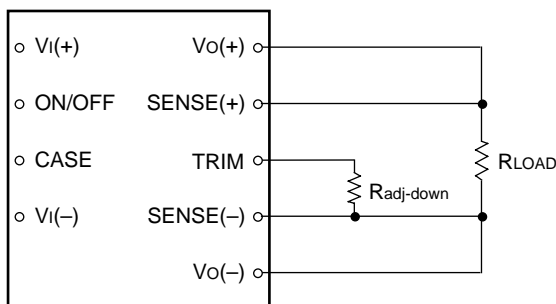 VI(+)
ON/OFF
CASE
VI(–)
VO(+)
SENSE(+)
TRIM
SENSE(–)
VO(–)
Radj-down
RLOAD